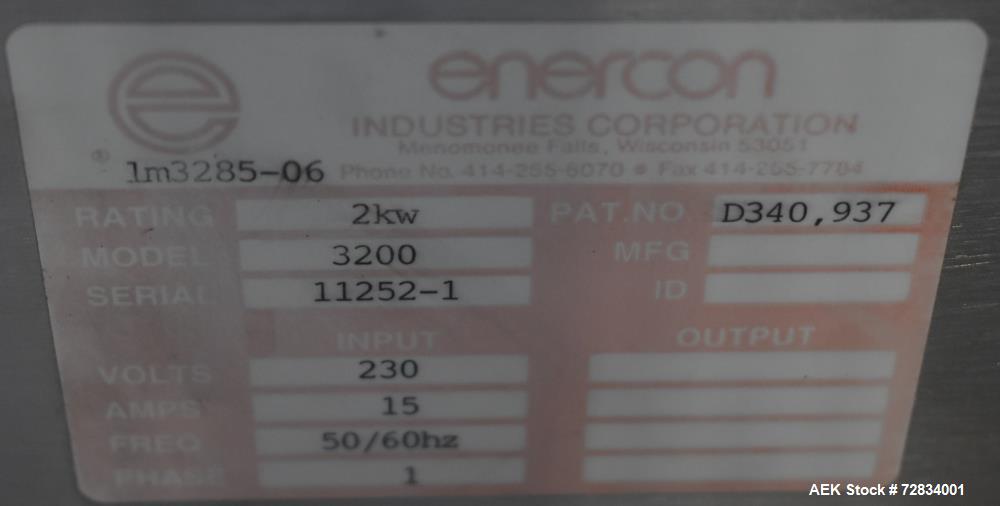 enercon
INDUSTRIES CORPORATION
Menomonee Falls, Wisconsin 53051
® lm3285-06 Phone No. 414-255-6070 • Fax 414-255-7784
RATING 2kw PAT.NO D340,937
MODEL 3200 MFG
SERIAL 11252-1 ID
INPUT OUTPUT
VOLTS 230
AMPS 15
FREQ 50/60hz
PHASE 1
AEK Stock # 72834001